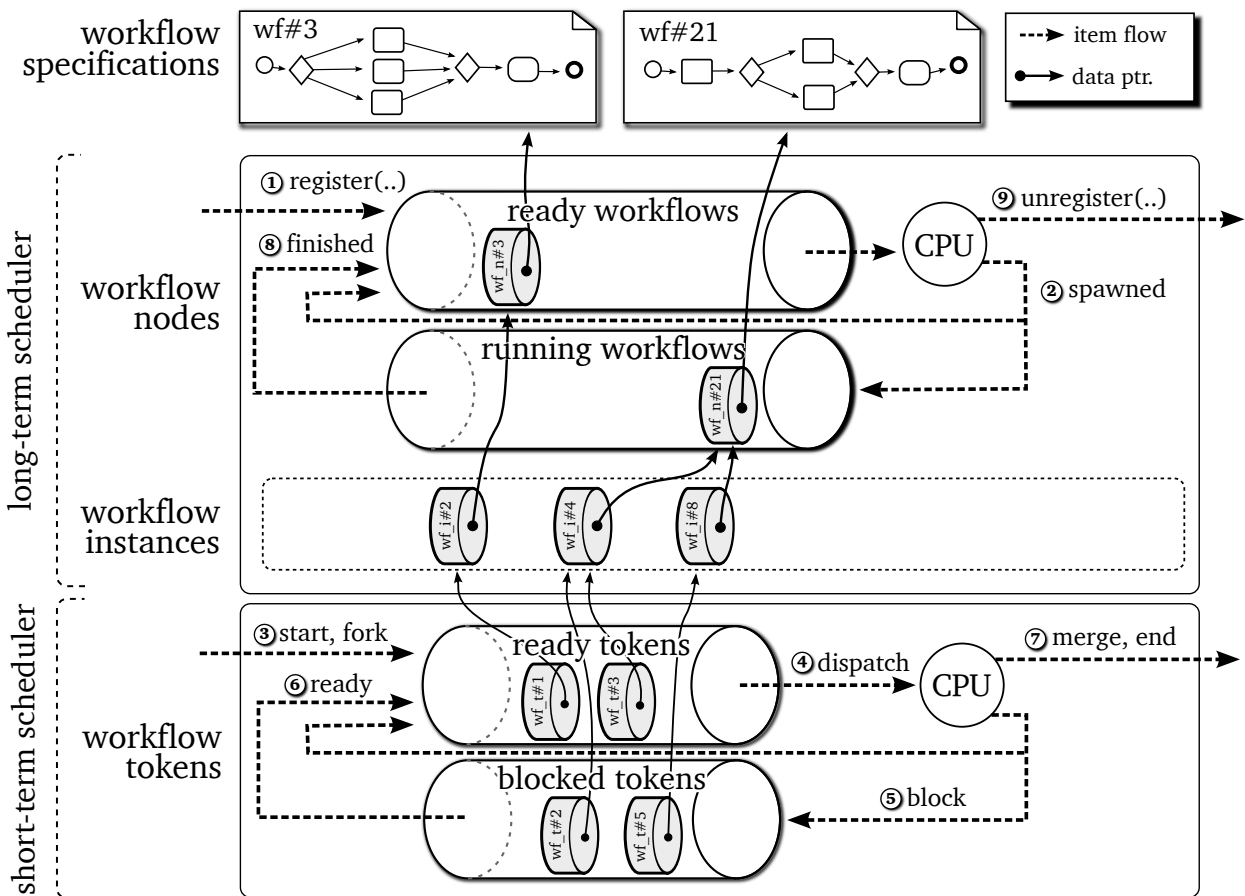 workflow
specifications
wf#3
wf#21
item flow
data ptr.
long-term scheduler
① register(..)
ready workflows
⑨ unregister(..)
⑧ finished
wf_n#3
CPU
workflow
nodes
② spawned
running workflows
wf_n#21
workflow
instances
wf_i#2
wf_i#4
wf_i#8
short-term scheduler
③ start, fork
ready tokens
④ dispatch
⑦ merge, end
⑥ ready
wf_t#1
wf_t#3
CPU
workflow
tokens
blocked tokens
⑤ block
wf_t#2
wf_t#5